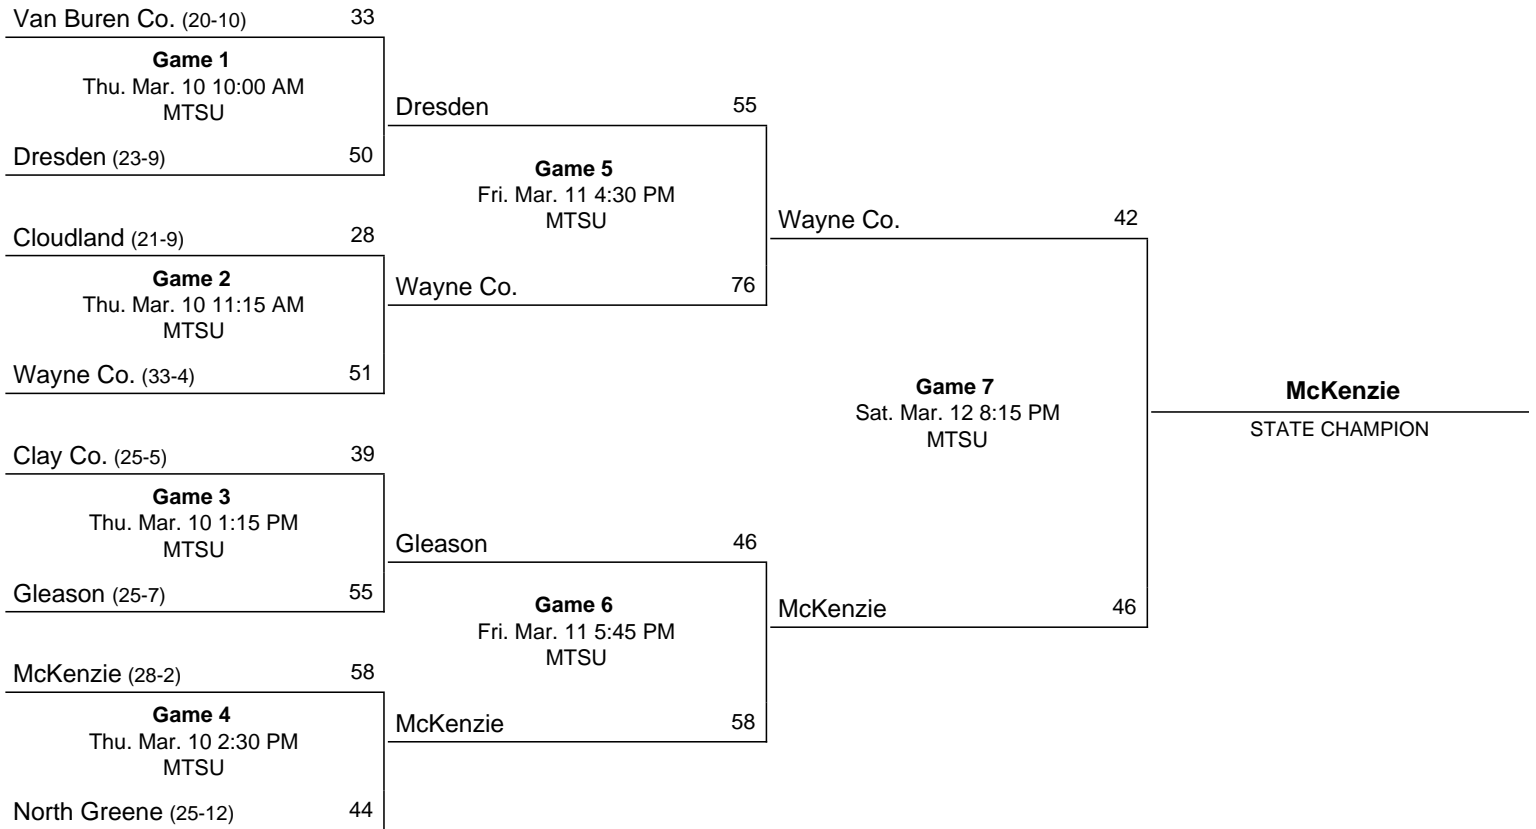 Van Buren Co. (20-10) 33
Game 1
Thu. Mar. 10 10:00 AM
MTSU
Dresden (23-9) 50
Cloudland (21-9) 28
Game 2
Thu. Mar. 10 11:15 AM
MTSU
Wayne Co. (33-4) 51
Clay Co. (25-5) 39
Game 3
Thu. Mar. 10 1:15 PM
MTSU
Gleason (25-7) 55
McKenzie (28-2) 58
Game 4
Thu. Mar. 10 2:30 PM
MTSU
North Greene (25-12) 44
Dresden 55
Game 5
Fri. Mar. 11 4:30 PM
MTSU
Wayne Co. 76
Gleason 46
Game 6
Fri. Mar. 11 5:45 PM
MTSU
McKenzie 58
Wayne Co. 42
Game 7
Sat. Mar. 12 8:15 PM
MTSU
McKenzie 46
McKenzie
STATE CHAMPION